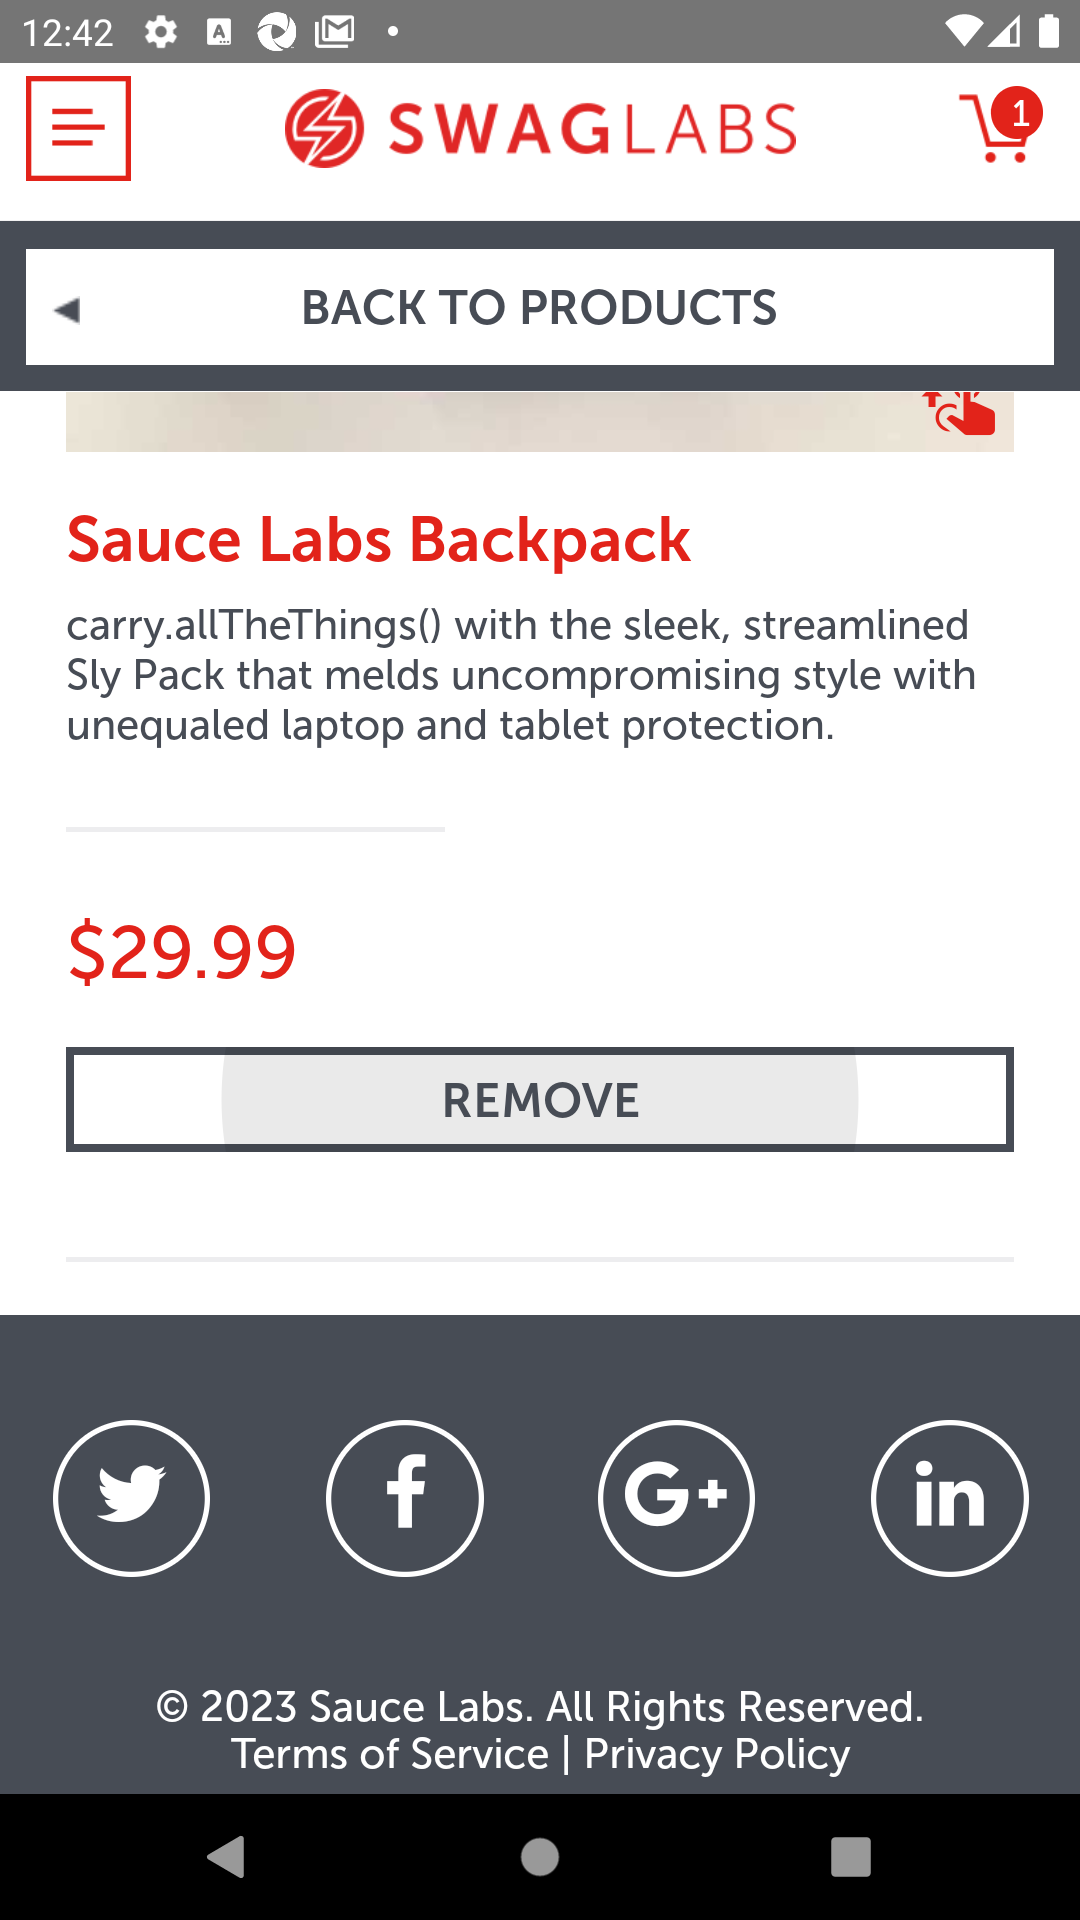 12:42
SWAGLABS
1
BACK TO PRODUCTS
Sauce Labs Backpack
carry.allTheThings() with the sleek, streamlined
Sly Pack that melds uncompromising style with
unequaled laptop and tablet protection.
$29.99
REMOVE
© 2023 Sauce Labs. All Rights Reserved.
Terms of Service | Privacy Policy